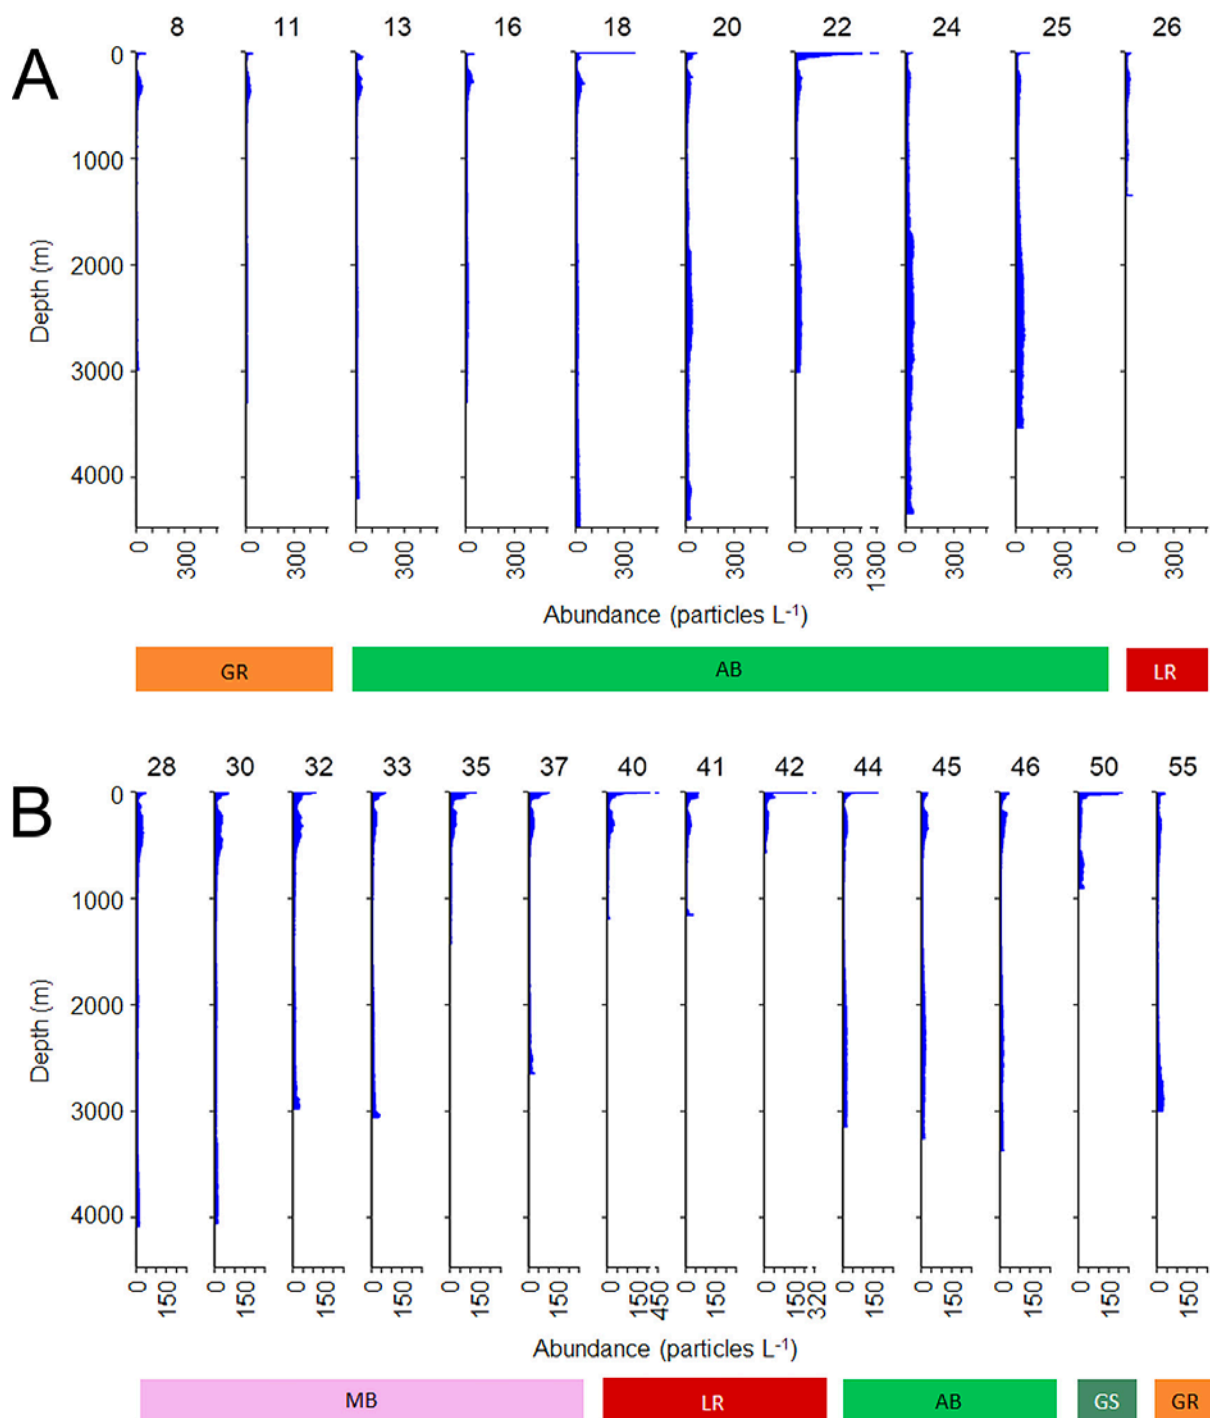 A
8 11 13 16 18 20 22 24 25 26
0
1000
2000
3000
4000
Depth (m)
0 300 0 300 0 300 0 300 0 300 0 300 0 300 1300 0 300 0 300 0 300
Abundance (particles L-1)
GR AB LR
B
28 30 32 33 35 37 40 41 42 44 45 46 50 55
0
1000
2000
3000
4000
Depth (m)
0 150 0 150 0 150 0 150 0 150 0 150 0 150 450 0 150 0 150 320 0 150 0 150 0 150 0 150 0 150
Abundance (particles L-1)
MB LR AB GS GR